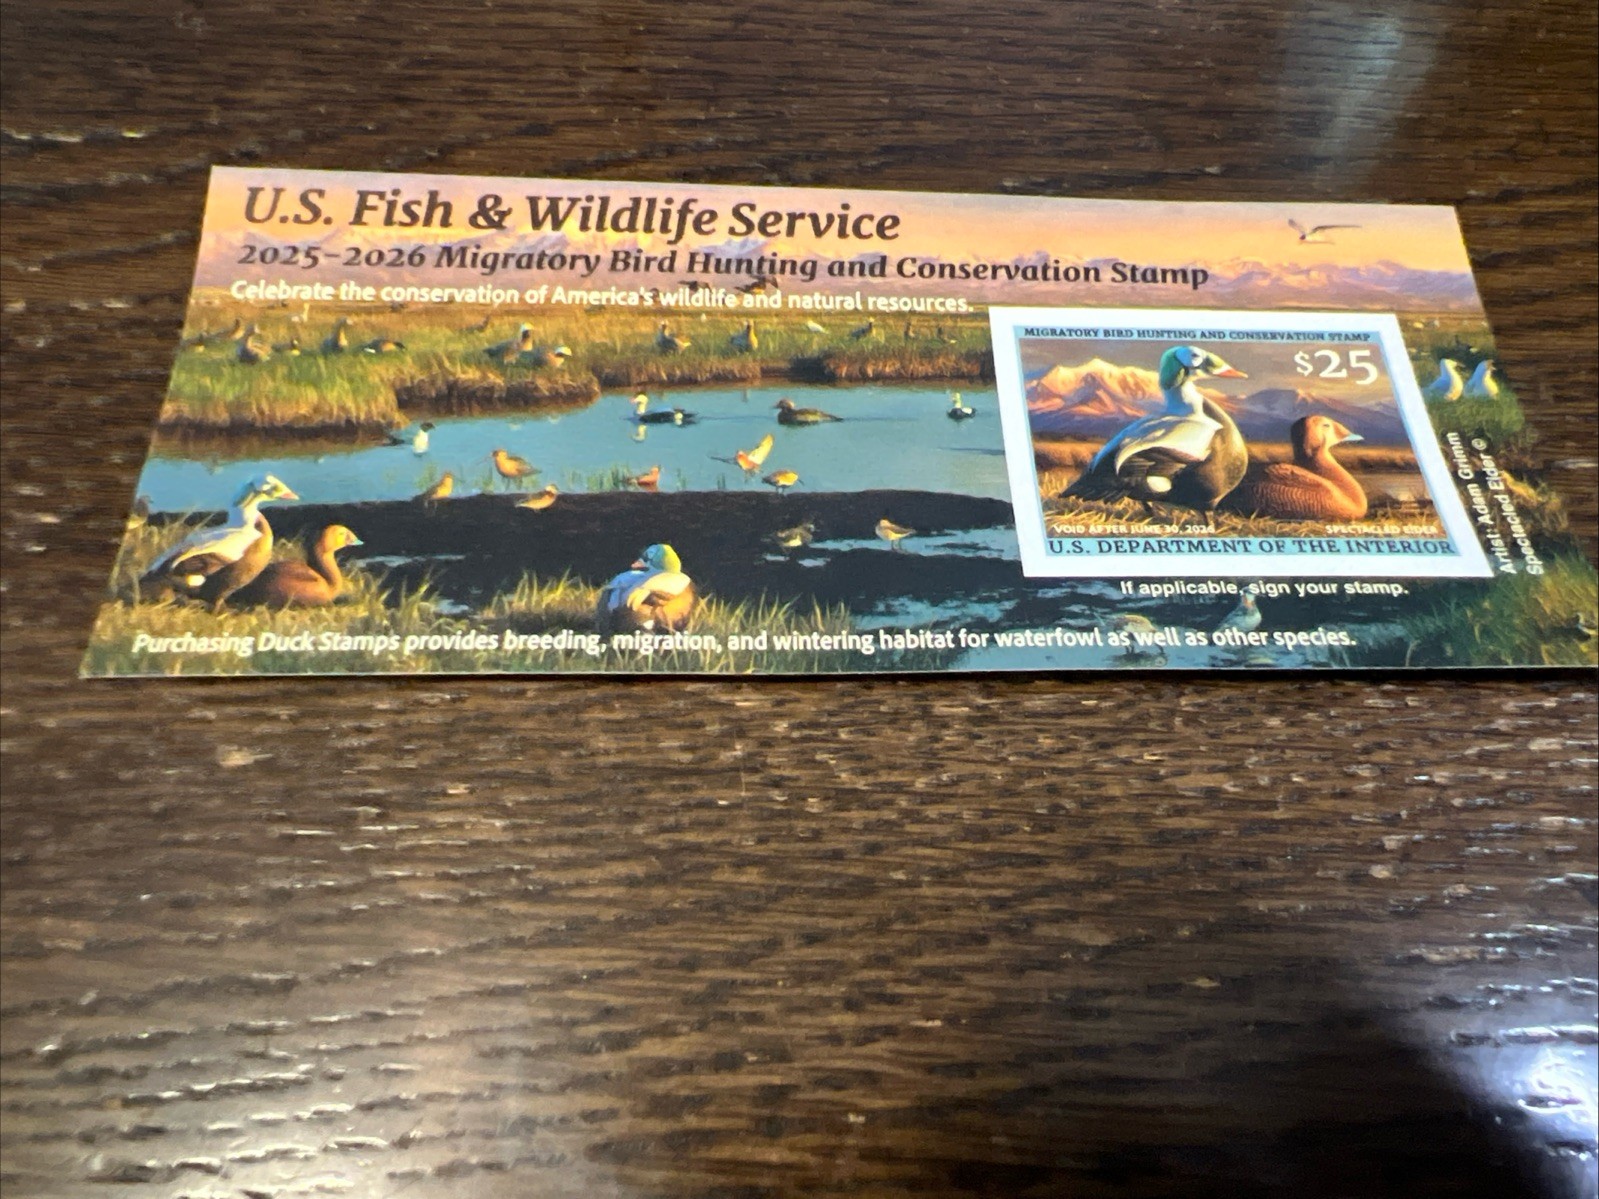 U.S. Fish & Wildlife Service
2025–2026 Migratory Bird Hunting and Conservation Stamp
Celebrate the conservation of America's wildlife and natural resources.
MIGRATORY BIRD HUNTING AND CONSERVATION STAMP
$25
VOID AFTER JUNE 30, 2026
SPECTACLED EIDER
U.S. DEPARTMENT OF THE INTERIOR
Artist: Adam Grimm
Spectacled Eider ©
If applicable, sign your stamp.
Purchasing Duck Stamps provides breeding, migration, and wintering habitat for waterfowl as well as other species.